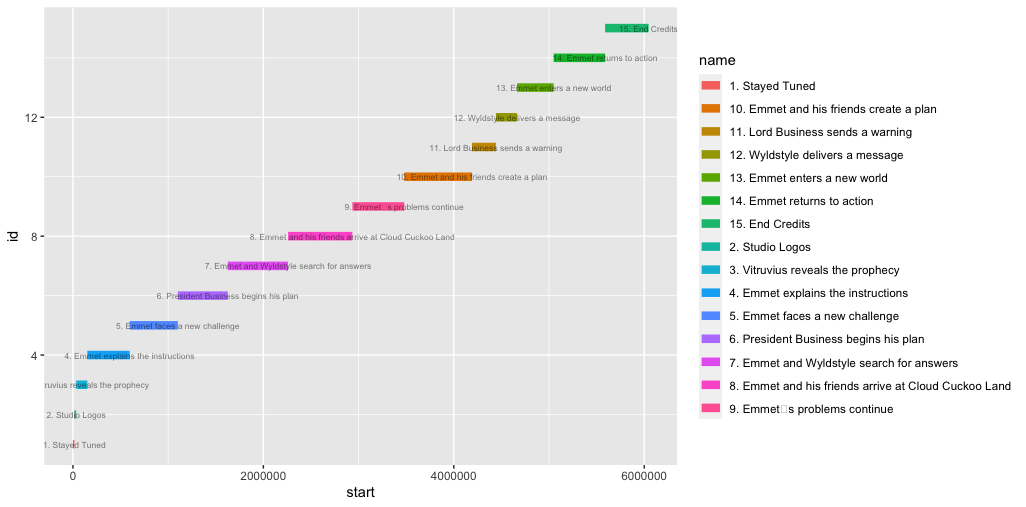 15. End Credits
14. Emmet returns to action
13. Emmet enters a new world
12
12. Wyldstyle delivers a message
11. Lord Business sends a warning
10. Emmet and his friends create a plan
9. Emmet□s problems continue
8
8. Emmet and his friends arrive at Cloud Cuckoo Land
7. Emmet and Wyldstyle search for answers
6. President Business begins his plan
5. Emmet faces a new challenge
4
4. Emmet explains the instructions
ruvius reveals the prophecy
2. Studio Logos
1. Stayed Tuned
id
0 2000000 4000000 6000000
start
name
1. Stayed Tuned
10. Emmet and his friends create a plan
11. Lord Business sends a warning
12. Wyldstyle delivers a message
13. Emmet enters a new world
14. Emmet returns to action
15. End Credits
2. Studio Logos
3. Vitruvius reveals the prophecy
4. Emmet explains the instructions
5. Emmet faces a new challenge
6. President Business begins his plan
7. Emmet and Wyldstyle search for answers
8. Emmet and his friends arrive at Cloud Cuckoo Land
9. Emmet□s problems continue